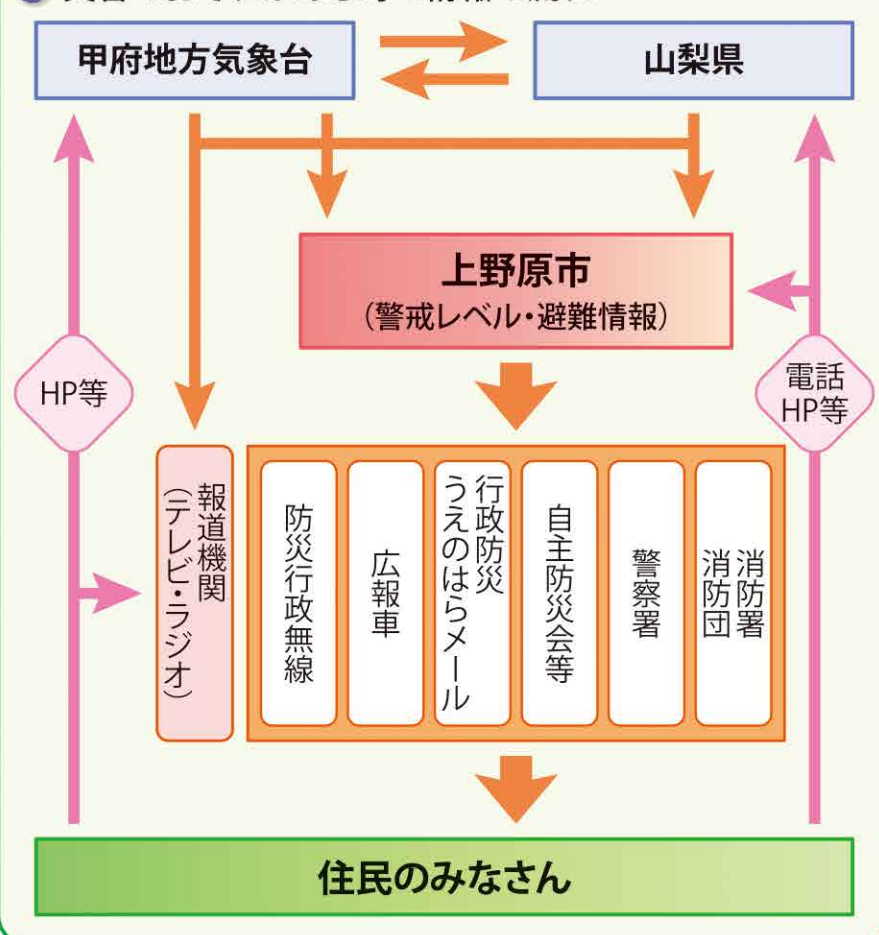 甲府地方気象台
山梨県
上野原市
（警戒レベル・避難情報）
HP等
電話
HP等
報道機関
（テレビ・ラジオ）
防災行政無線
広報車
行政防災
うえのはらメール
自主防災会等
警察署
消防署
消防団
住民のみなさん